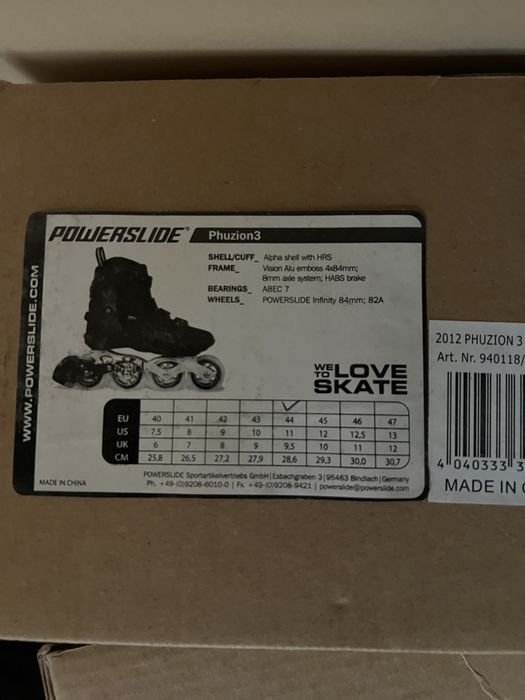 POWERSLIDE® Phuzion3
SHELL/CUFF_ Alpha shell with HRS
FRAME_ Vision Alu emboss 4x84mm;
8mm axle system; HABS brake
BEARINGS_ ABEC 7
WHEELS_ POWERSLIDE Infinity 84mm; 82A
WWW.POWERSLIDE.COM
WE LOVE
TO SKATE
EU 40 41 42 43 44 45 46 47
US 7,5 8 9 10 11 12 12,5 13
UK 6 7 8 9 9,5 10 11 12
CM 25,8 26,5 27,2 27,9 28,6 29,3 30,0 30,7
MADE IN CHINA
POWERSLIDE Sportartikelvertriebs GmbH|Esbachgraben 3|95463 Bindlach|Germany
Ph. +49-(0)9208-6010-0 | Fx. +49-(0)9208-9421 | powerslide@powerslide.com
2012 PHUZION 3
Art. Nr. 940118/
4 040333 3
MADE IN